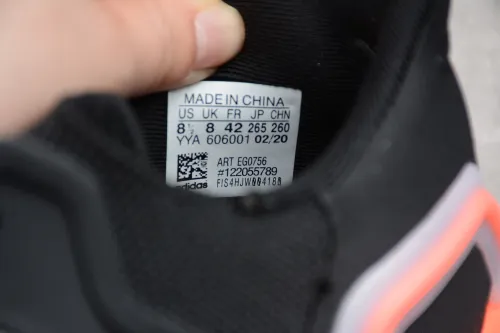 MADE IN CHINA
US UK FR JP CHN
8½ 8 42 265 260
YYA 606001 02/20
ART EG0756
#122055789
adidas FIS4HJW004188